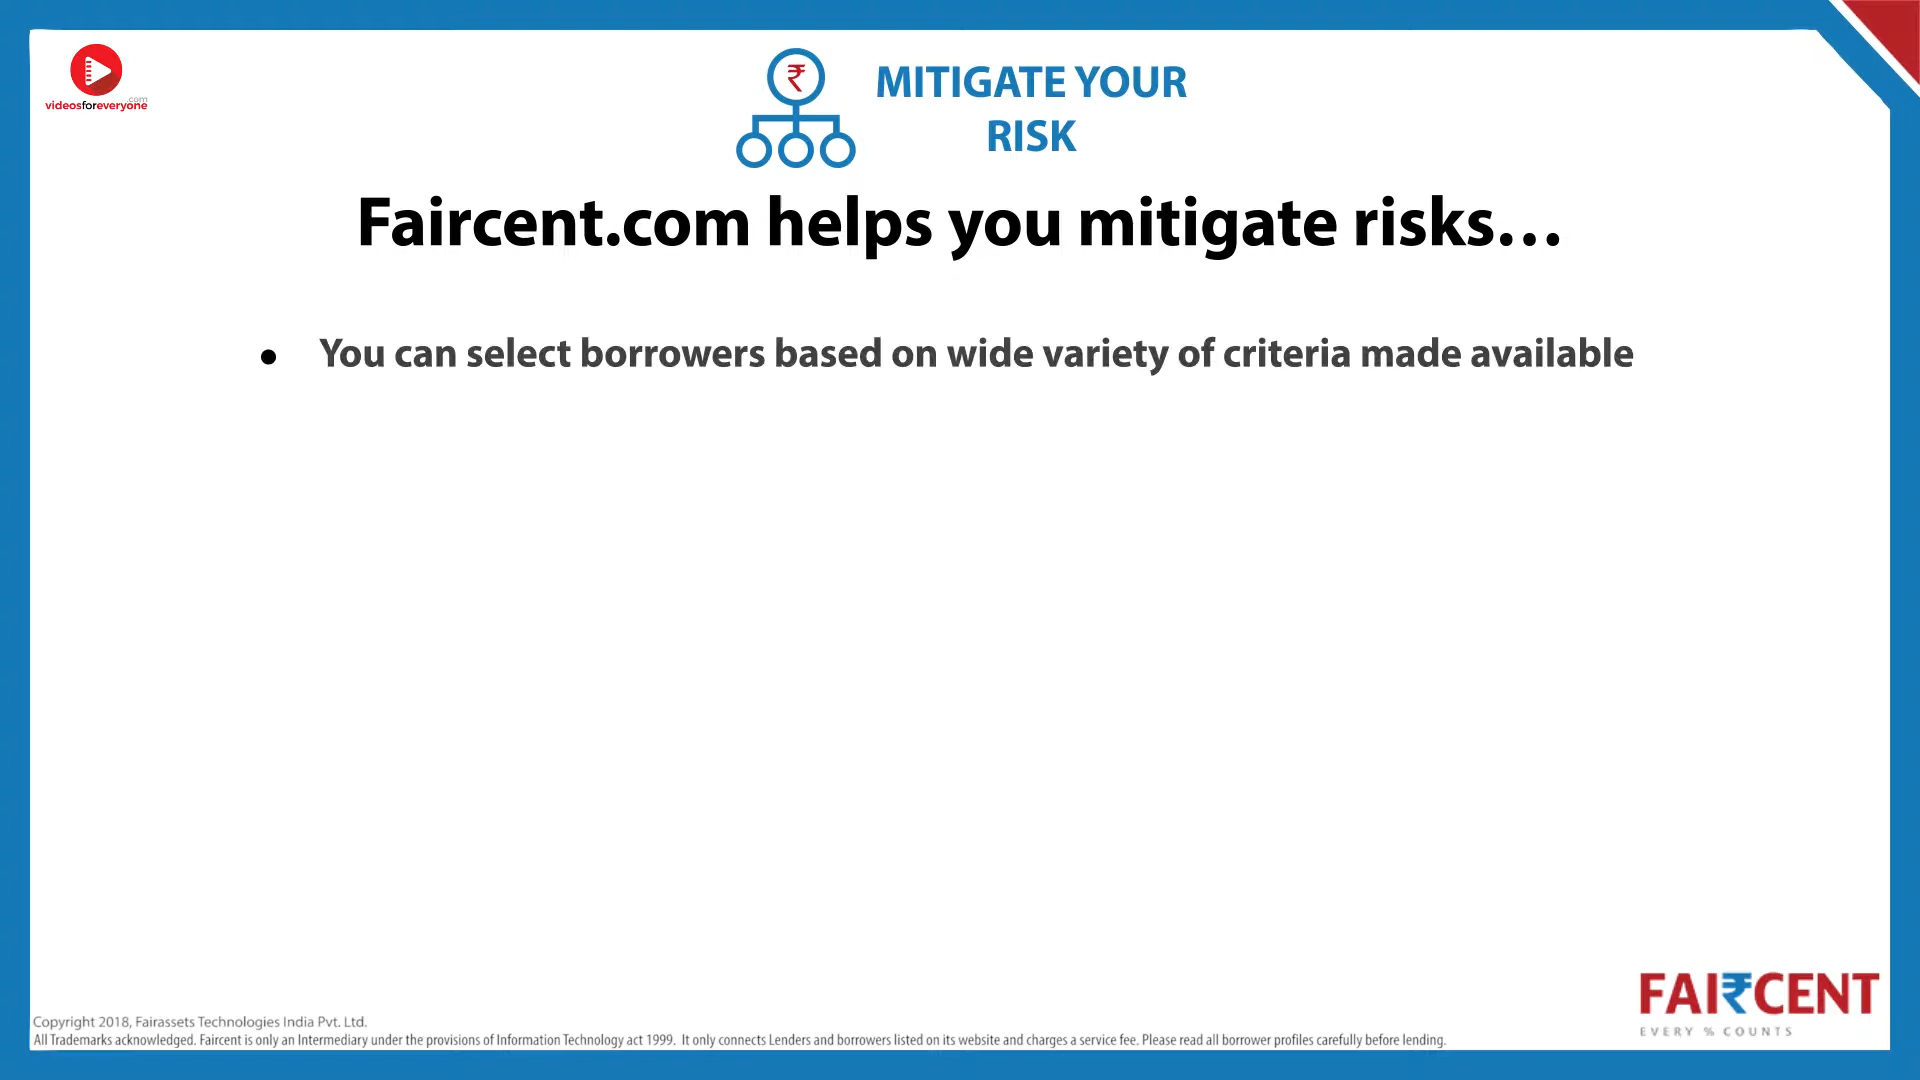 videosforeveryone
.com
₹
MITIGATE YOUR
RISK
Faircent.com helps you mitigate risks...
● You can select borrowers based on wide variety of criteria made available
FAI₹CENT
EVERY % COUNTS
Copyright 2018, Fairassets Technologies India Pvt. Ltd.
All Trademarks acknowledged. Faircent is only an Intermediary under the provisions of Information Technology act 1999. It only connects Lenders and borrowers listed on its website and charges a service fee. Please read all borrower profiles carefully before lending.